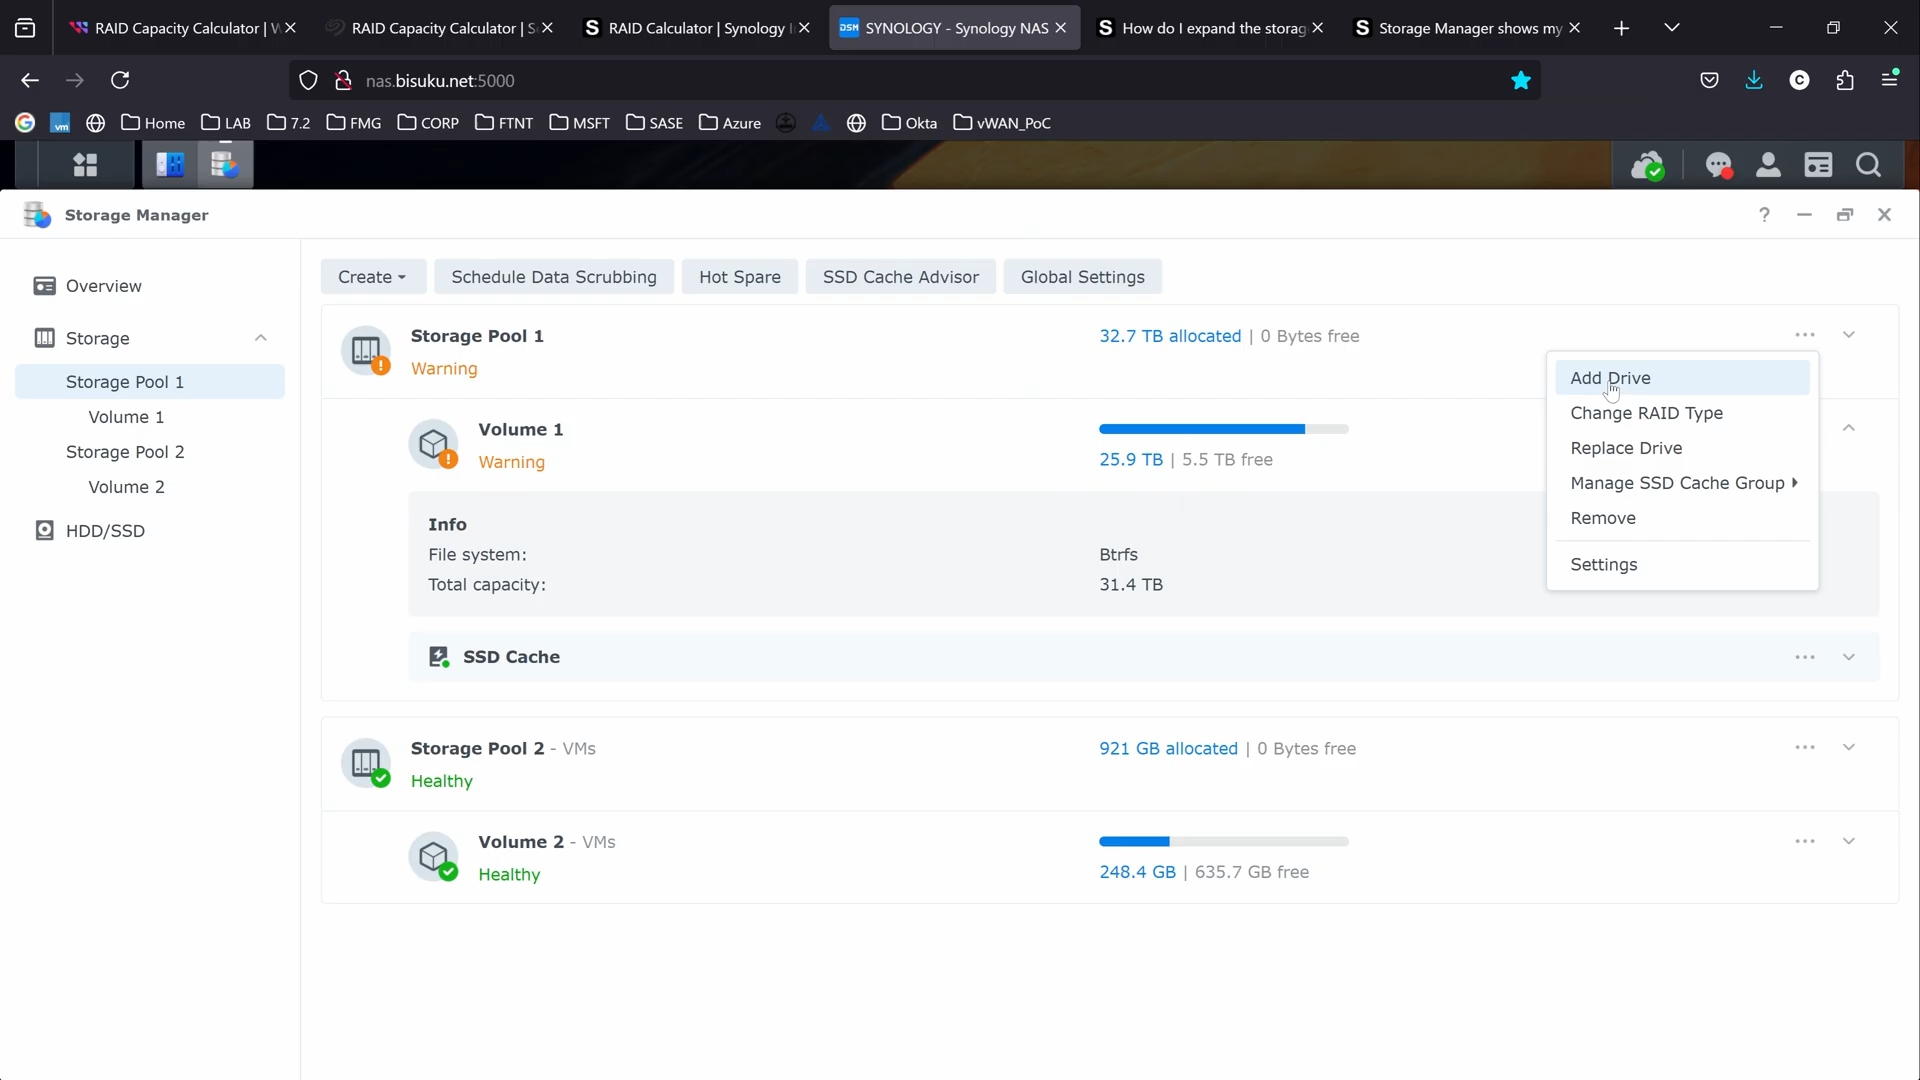 RAID Capacity Calculator | W
RAID Capacity Calculator | S
RAID Calculator | Synology I
DSM
SYNOLOGY - Synology NAS
How do I expand the storag
Storage Manager shows my
nas.bisuku.net:5000
C
vm
Home
LAB
7.2
FMG
CORP
FTNT
MSFT
SASE
Azure
Okta
vWAN_PoC
Storage Manager
?
Overview
Storage
Storage Pool 1
Volume 1
Storage Pool 2
Volume 2
HDD/SSD
Create
Schedule Data Scrubbing
Hot Spare
SSD Cache Advisor
Global Settings
Storage Pool 1
Warning
32.7 TB allocated | 0 Bytes free
Add Drive
Change RAID Type
Replace Drive
Manage SSD Cache Group
Remove
Settings
Volume 1
Warning
25.9 TB | 5.5 TB free
Info
File system: Btrfs
Total capacity: 31.4 TB
SSD Cache
Storage Pool 2 - VMs
Healthy
921 GB allocated | 0 Bytes free
Volume 2 - VMs
Healthy
248.4 GB | 635.7 GB free